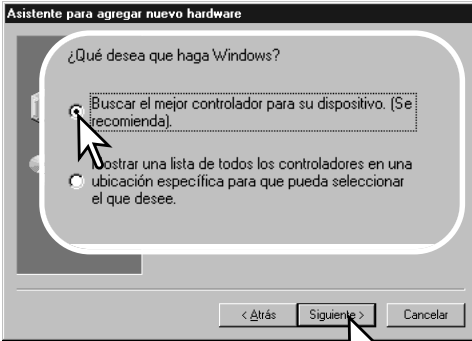 Asistente para agregar nuevo hardware
¿Qué desea que haga Windows?
Buscar el mejor controlador para su dispositivo. (Se
recomienda).
Mostrar una lista de todos los controladores en una
ubicación específica para que pueda seleccionar
el que desee.
< Atrás
Siguiente >
Cancelar